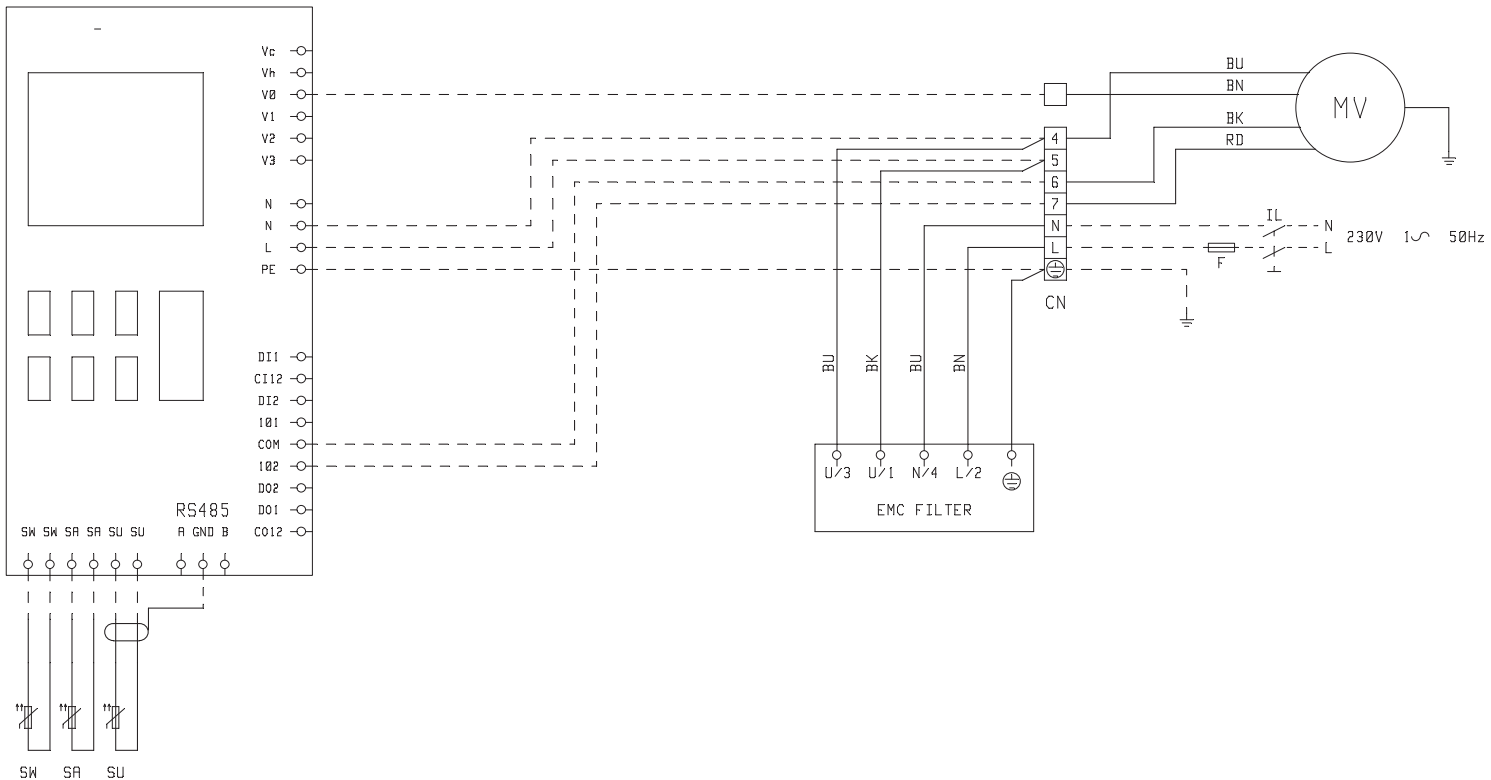 Vc
Vh
V0
V1
V2
V3
N
N
L
PE
DI1
CI12
DI2
101
COM
102
DO2
DO1
CO12
RS485
SW SW SA SA SU SU A GND B
SW SA SU
BU
BN
BK
RD
MV
4
5
6
7
N
L
CN
IL
F
N
L
230V 1 50Hz
BU BK BU BN
U/3 U/1 N/4 L/2
EMC FILTER